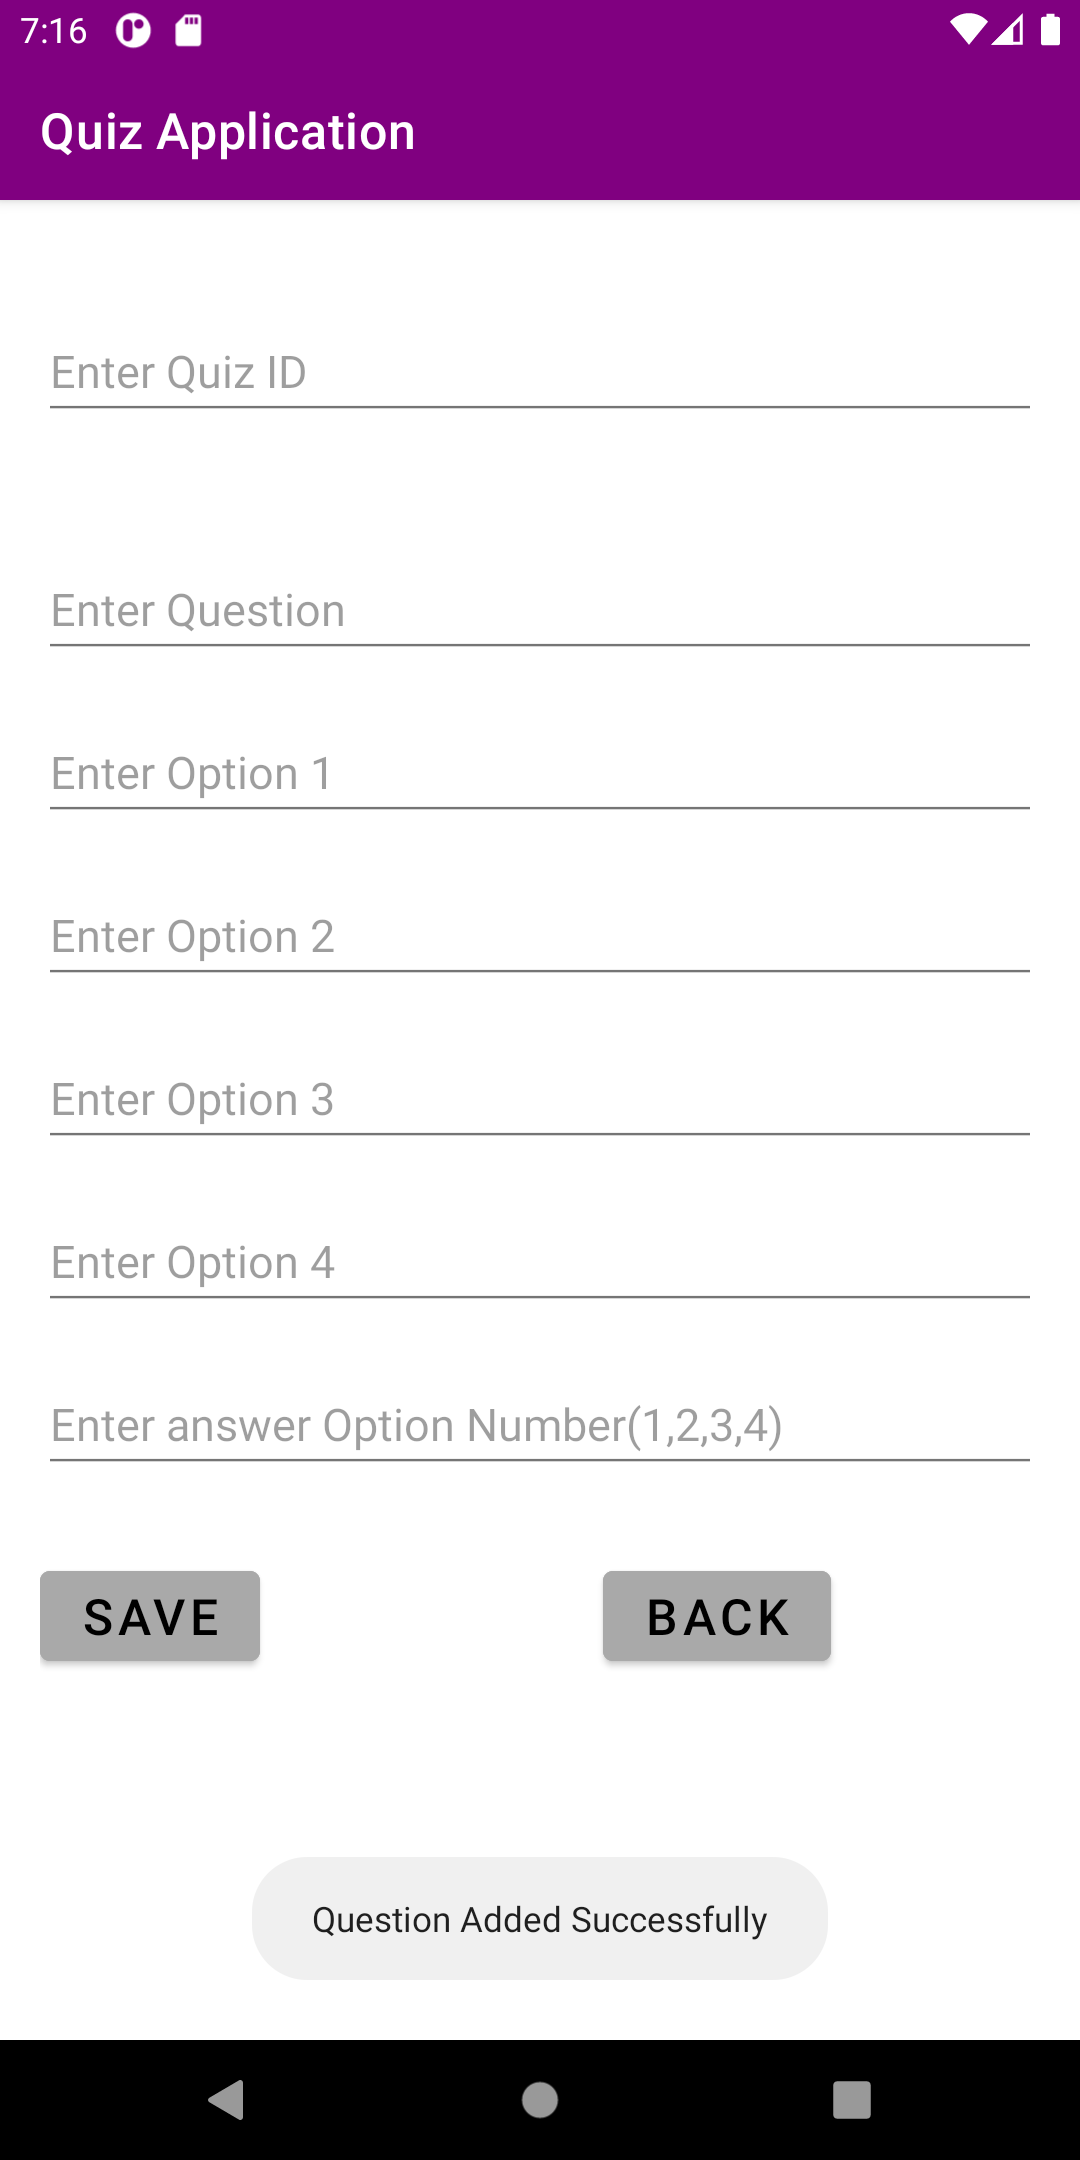 7:16
Quiz Application
Enter Quiz ID
Enter Question
Enter Option 1
Enter Option 2
Enter Option 3
Enter Option 4
Enter answer Option Number(1,2,3,4)
SAVE BACK
Question Added Successfully